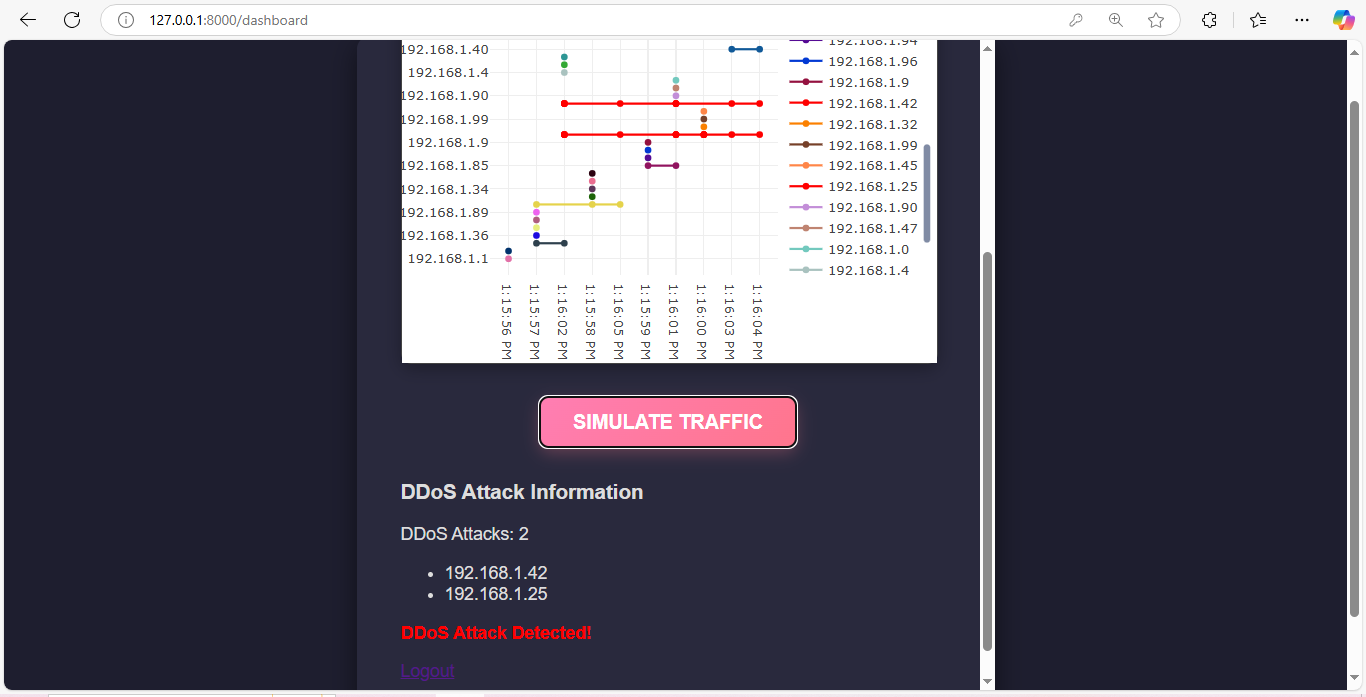 127.0.0.1:8000/dashboard
192.168.1.40
192.168.1.4
192.168.1.90
192.168.1.99
192.168.1.9
192.168.1.85
192.168.1.34
192.168.1.89
192.168.1.36
192.168.1.1
1:15:56 PM
1:15:57 PM
1:16:02 PM
1:15:58 PM
1:16:05 PM
1:15:59 PM
1:16:01 PM
1:16:00 PM
1:16:03 PM
1:16:04 PM
192.168.1.94
192.168.1.96
192.168.1.9
192.168.1.42
192.168.1.32
192.168.1.99
192.168.1.45
192.168.1.25
192.168.1.90
192.168.1.47
192.168.1.0
192.168.1.4
SIMULATE TRAFFIC
DDoS Attack Information
DDoS Attacks: 2
192.168.1.42
192.168.1.25
DDoS Attack Detected!
Logout